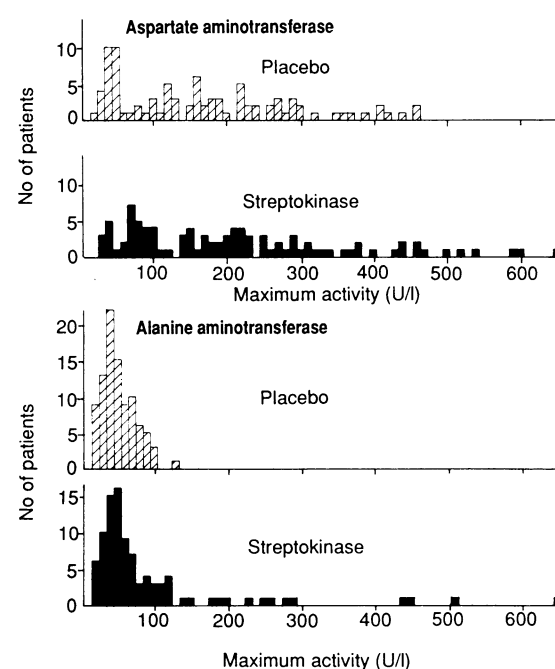 Aspartate aminotransferase
Placebo
10
5
0
No of patients
Streptokinase
10
5
0
100 200 300 400 500 600
Maximum activity (U/l)
Alanine aminotransferase
20
15
10
5
0
Placebo
No of patients
15
10
5
0
Streptokinase
100 200 300 400 500 600
Maximum activity (U/l)